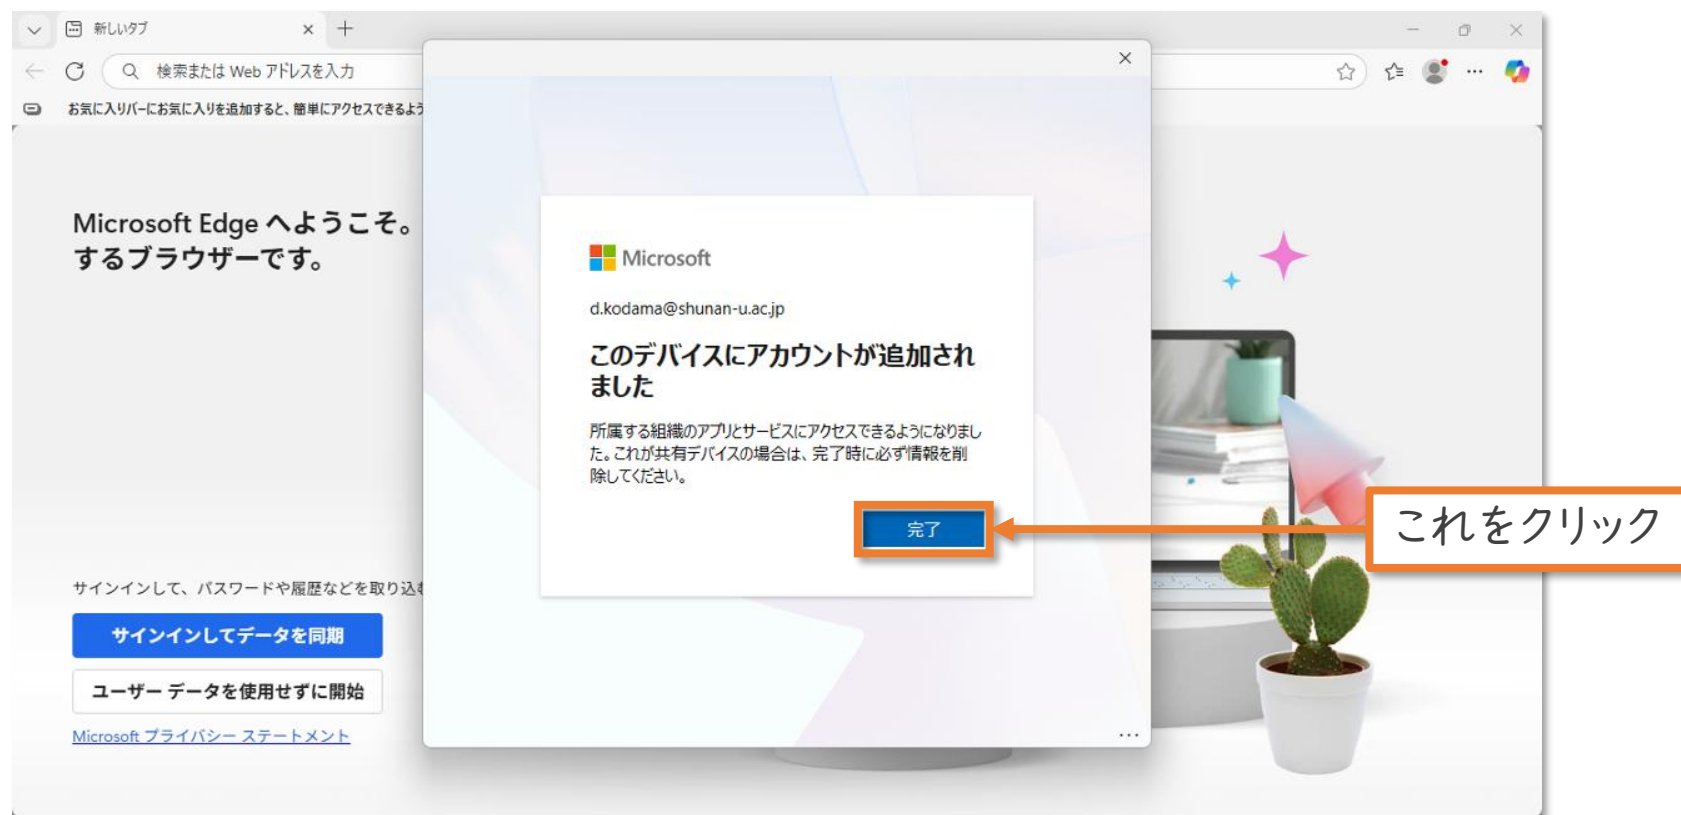 新しいタブ
検索または Web アドレスを入力
お気に入りバーにお気に入りを追加すると、簡単にアクセスできるよう
Microsoft Edge へようこそ。
するブラウザーです。
Microsoft
d.kodama@shunan-u.ac.jp
このデバイスにアカウントが追加され
ました
所属する組織のアプリとサービスにアクセスできるようになりまし
た。これが共有デバイスの場合は、完了時に必ず情報を削
除してください。
完了
これをクリック
サインインして、パスワードや履歴などを取り込む
サインインしてデータを同期
ユーザー データを使用せずに開始
Microsoft プライバシー ステートメント